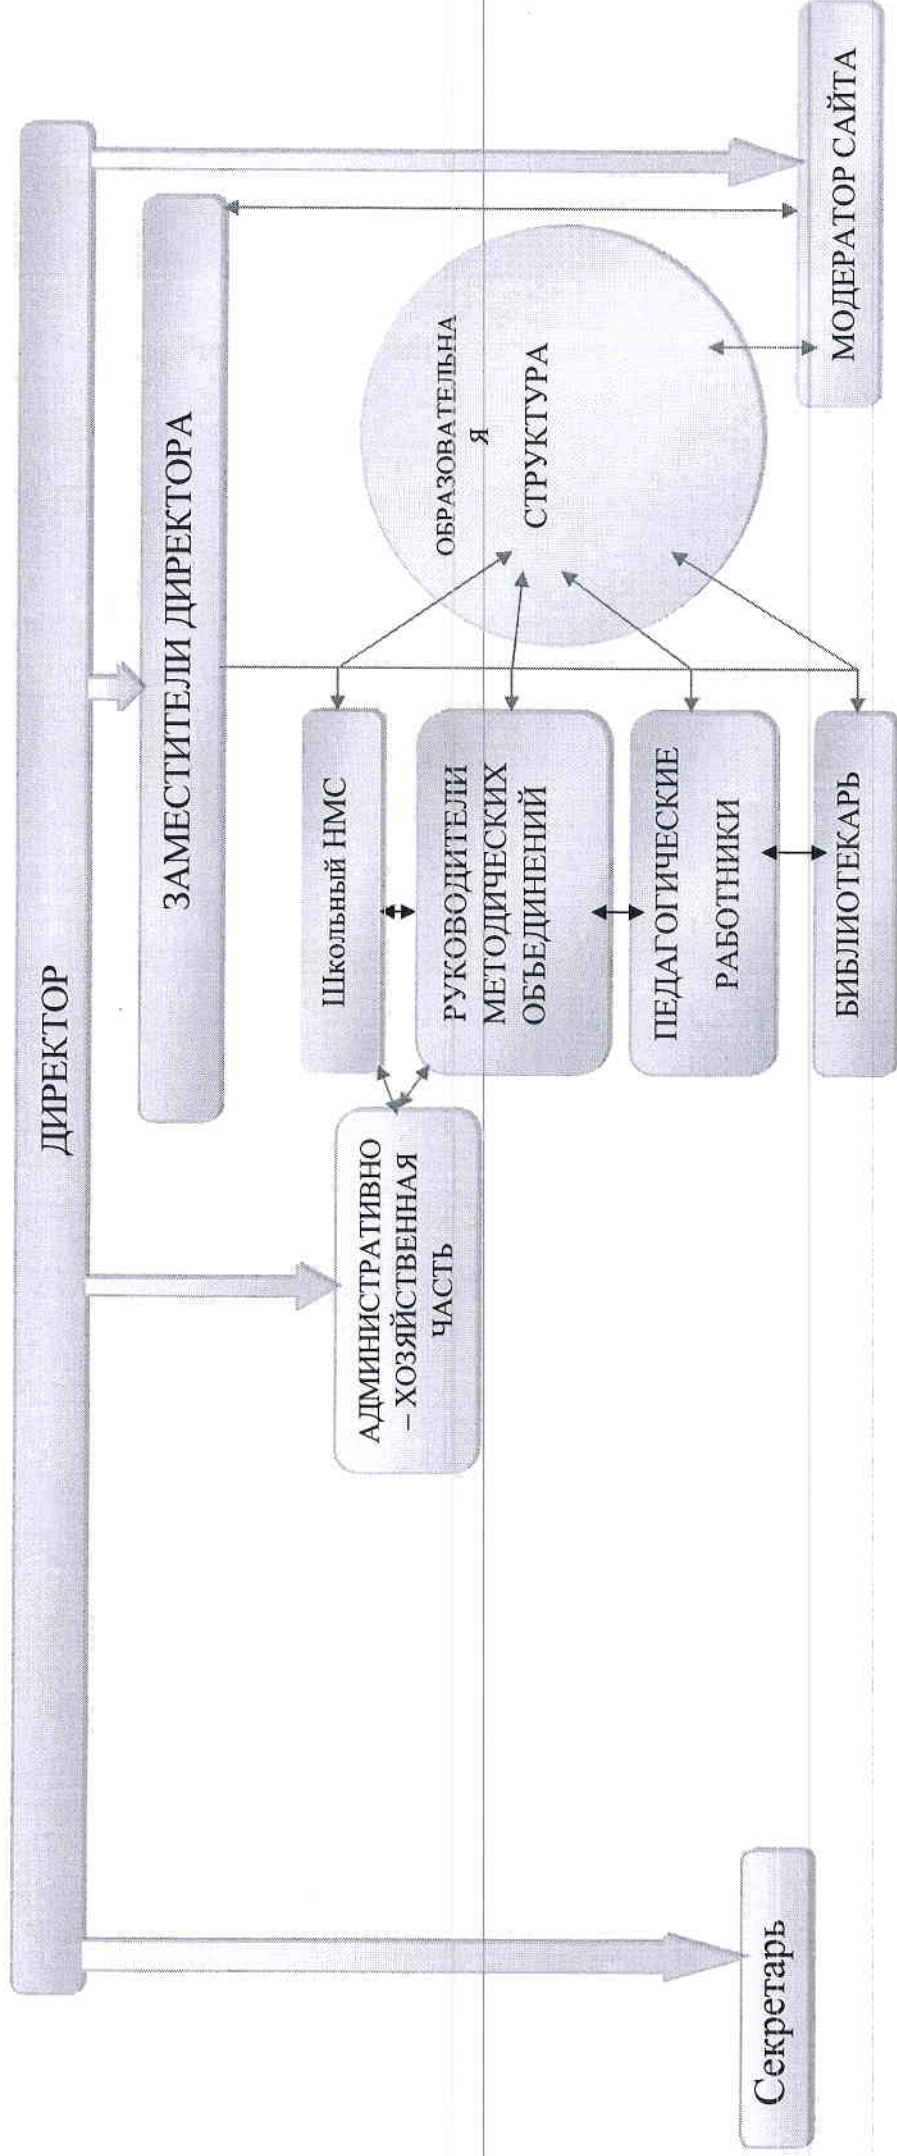 ДИРЕКТОР
ЗАМЕСТИТЕЛИ ДИРЕКТОРА
Школьный НМС
АДМИНИСТРАТИВНО
– ХОЗЯЙСТВЕННАЯ
ЧАСТЬ
РУКОВОДИТЕЛИ
МЕТОДИЧЕСКИХ
ОБЪЕДИНЕНИЙ
ОБРАЗОВАТЕЛЬНА
Я
СТРУКТУРА
ПЕДАГОГИЧЕСКИЕ
РАБОТНИКИ
Секретарь
БИБЛИОТЕКАРЬ
МОДЕРАТОР САЙТА